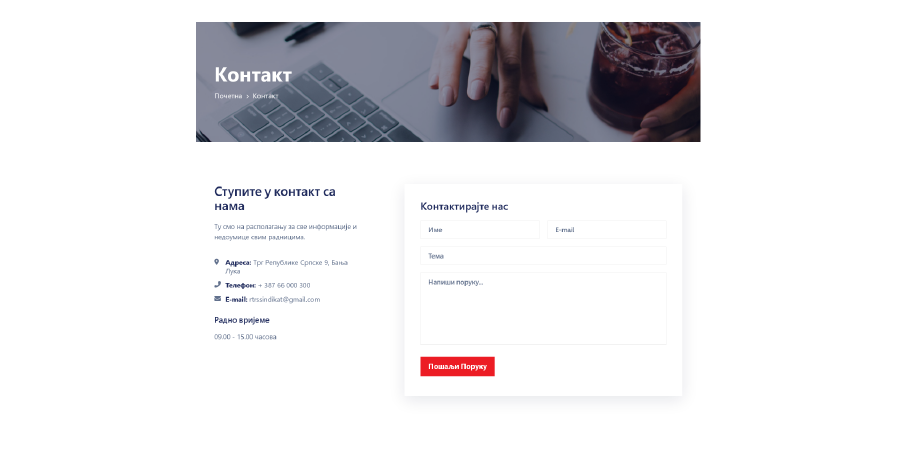 Контакт
Почетна › Контакт
Ступите у контакт са
нама
Ту смо на располагању за све информације и
недоумице свим радницима.
Адреса: Трг Републике Српске 9, Бања
Лука
Телефон: + 387 66 000 300
E-mail: rtrssindikat@gmail.com
Радно вријеме
09.00 - 15.00 часова
Контактирајте нас
Име
E-mail
Тема
Напиши поруку...
Пошаљи Поруку